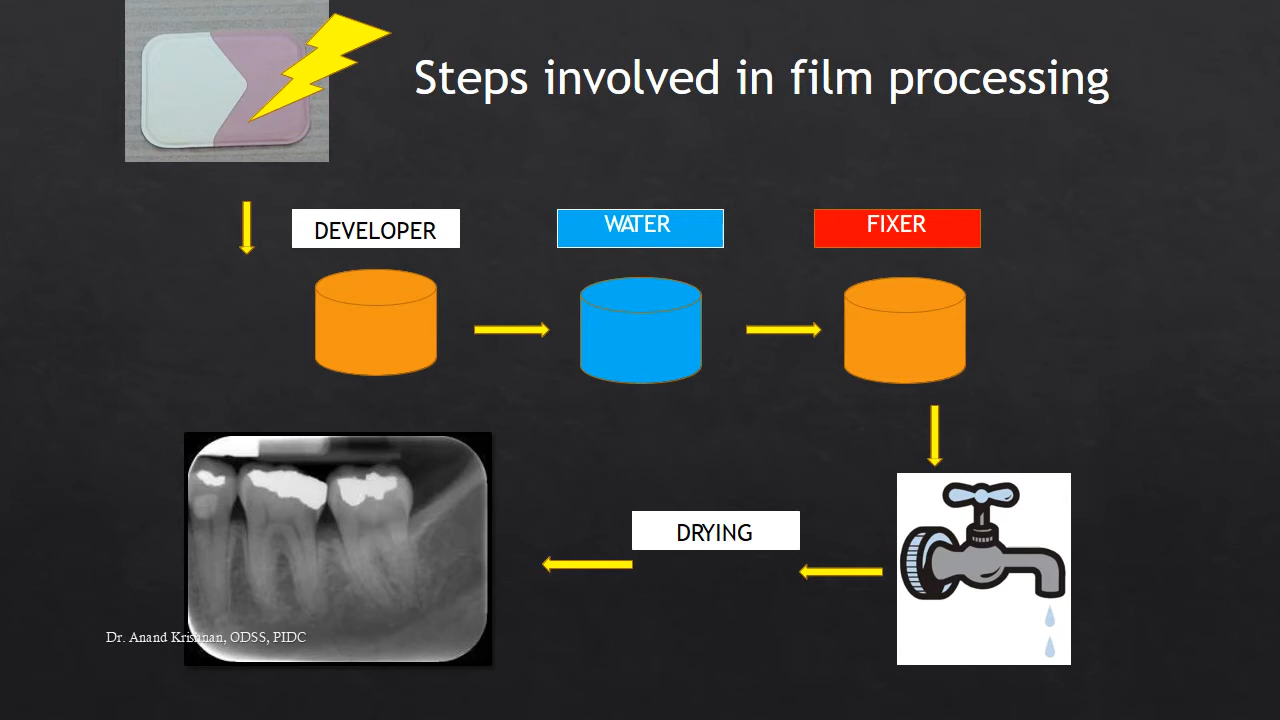 Steps involved in film processing
DEVELOPER
WATER
FIXER
DRYING
Dr. Anand Krishnan, ODSS, PIDC